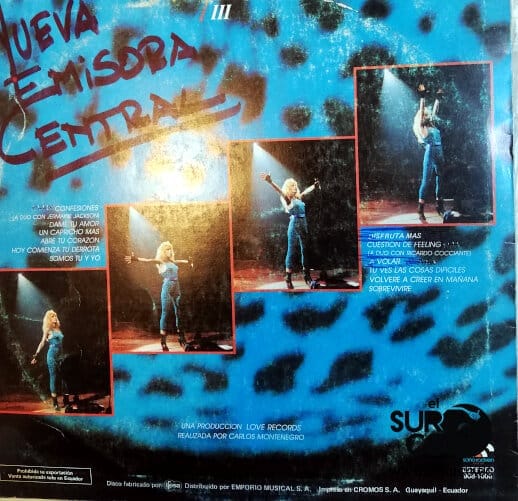 NUEVA
EMISORA
CENTRAL
/III
CONFESIONES
(A DUO CON JERMAINE JACKSON)
DAME TU AMOR
UN CAPRICHO MAS
ABRE TU CORAZON
HOY COMIENZA TU DERROTA
SOMOS TU Y YO
DISFRUTA MAS
CUESTION DE FEELING
(A DUO CON RICARDO COCCIANTE)
A VOLAR
TU VES LAS COSAS DIFICILES
VOLVERE A CREER EN MAÑANA
SOBREVIVIRE
el
SUR
UNA PRODUCCION LOVE RECORDS
REALIZADA POR CARLOS MONTENEGRO
Prohibida su exportación
Venta autorizada solo en Ecuador
Disco fabricado por: Distribuido por EMPORIO MUSICAL S. A. Impreso en CROMOS S. A. Guayaquil - Ecuador
ESTEREO